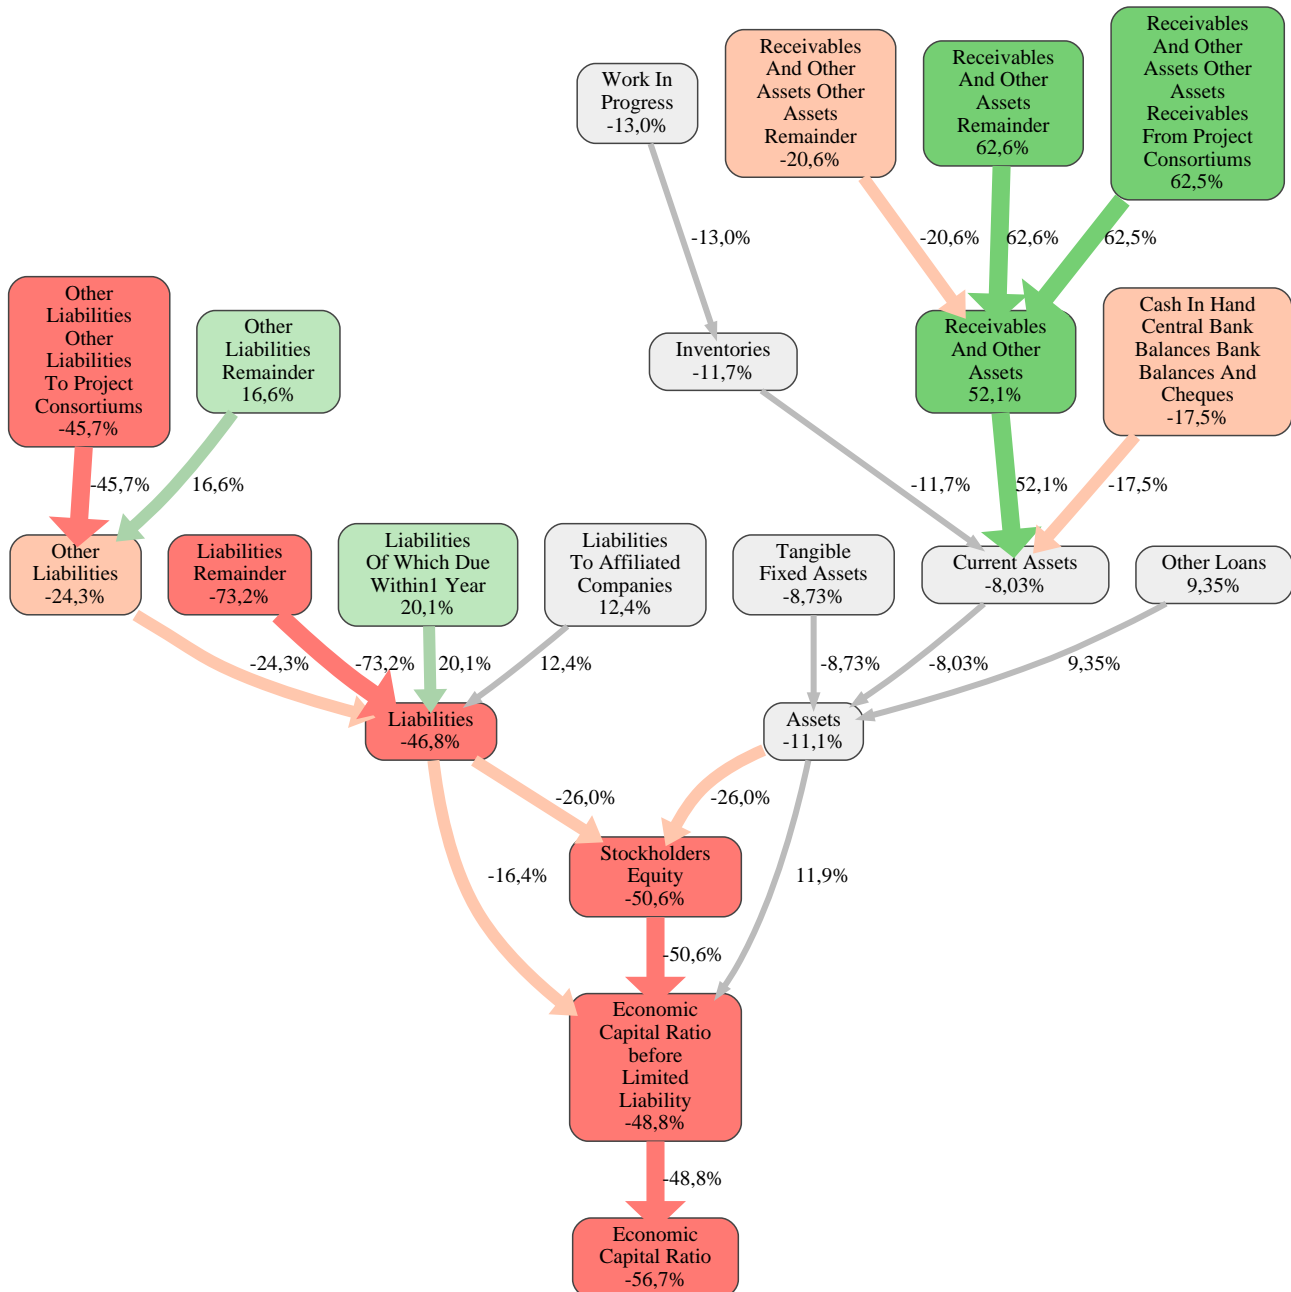 Receivables
And Other
Assets Other
Assets
Receivables
From Project
Consortiums
62,5%
Receivables
And Other
Assets Other
Assets
Remainder
-20,6%
Receivables
And Other
Assets
Remainder
62,6%
Work In
Progress
-13,0%
-13,0%
-20,6%
62,6%
62,5%
Other
Liabilities
Other
Liabilities
To Project
Consortiums
-45,7%
Other
Liabilities
Remainder
16,6%
Inventories
-11,7%
Receivables
And Other
Assets
52,1%
Cash In Hand
Central Bank
Balances Bank
Balances And
Cheques
-17,5%
-45,7%
16,6%
-11,7%
52,1%
-17,5%
Other
Liabilities
-24,3%
Liabilities
Remainder
-73,2%
Liabilities
Of Which Due
Within1 Year
20,1%
Liabilities
To Affiliated
Companies
12,4%
Tangible
Fixed Assets
-8,73%
Current Assets
-8,03%
Other Loans
9,35%
-24,3%
-73,2%
20,1%
12,4%
-8,73%
-8,03%
9,35%
Liabilities
-46,8%
Assets
-11,1%
-26,0%
-26,0%
Stockholders
Equity
-50,6%
-16,4%
11,9%
-50,6%
Economic
Capital Ratio
before
Limited
Liability
-48,8%
-48,8%
Economic
Capital Ratio
-56,7%